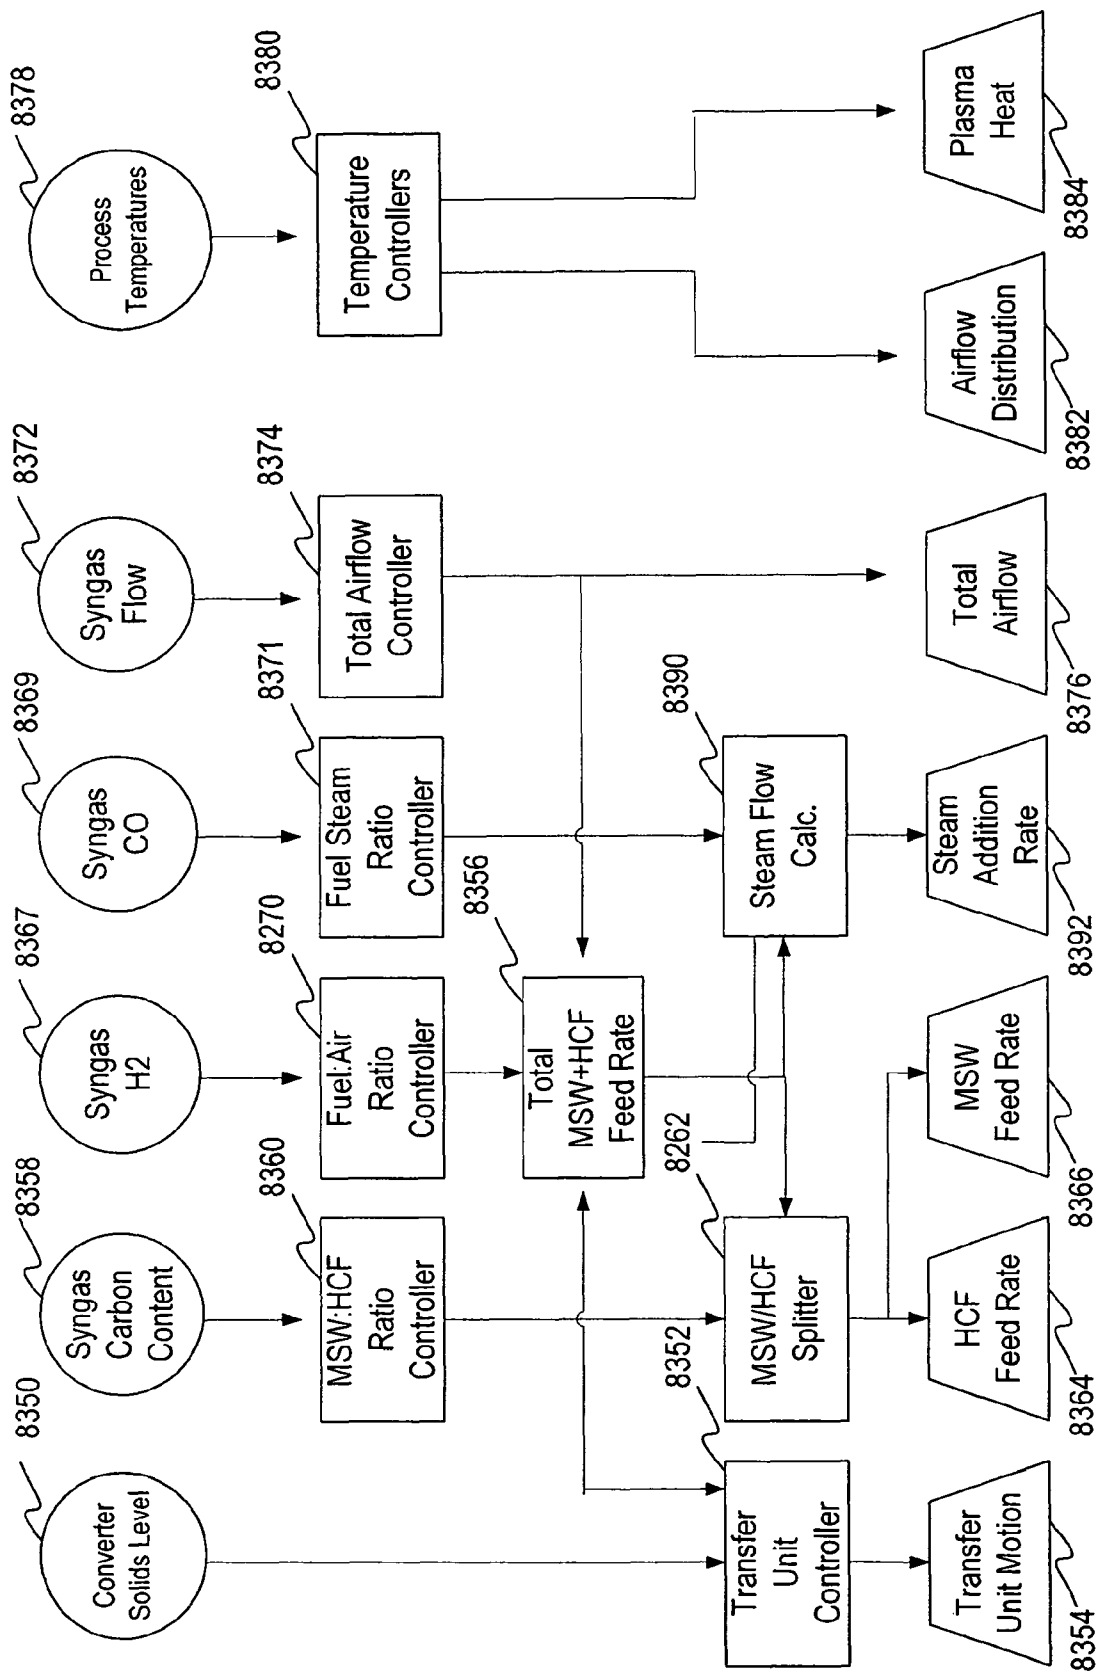 8350
Converter
Solids Level
8358
Syngas
Carbon
Content
8367
Syngas
H2
8369
Syngas
CO
8372
Syngas
Flow
8378
Process
Temperatures
8360
MSW:HCF
Ratio
Controller
8270
Fuel:Air
Ratio
Controller
8371
Fuel Steam
Ratio
Controller
8374
Total Airflow
Controller
8380
Temperature
Controllers
8356
Total
MSW+HCF
Feed Rate
8352
Transfer
Unit
Controller
8262
MSW/HCF
Splitter
8390
Steam Flow
Calc.
Transfer
Unit Motion
8354
HCF
Feed Rate
8364
MSW
Feed Rate
8366
Steam
Addition
Rate
8392
Total
Airflow
8376
Airflow
Distribution
8382
Plasma
Heat
8384